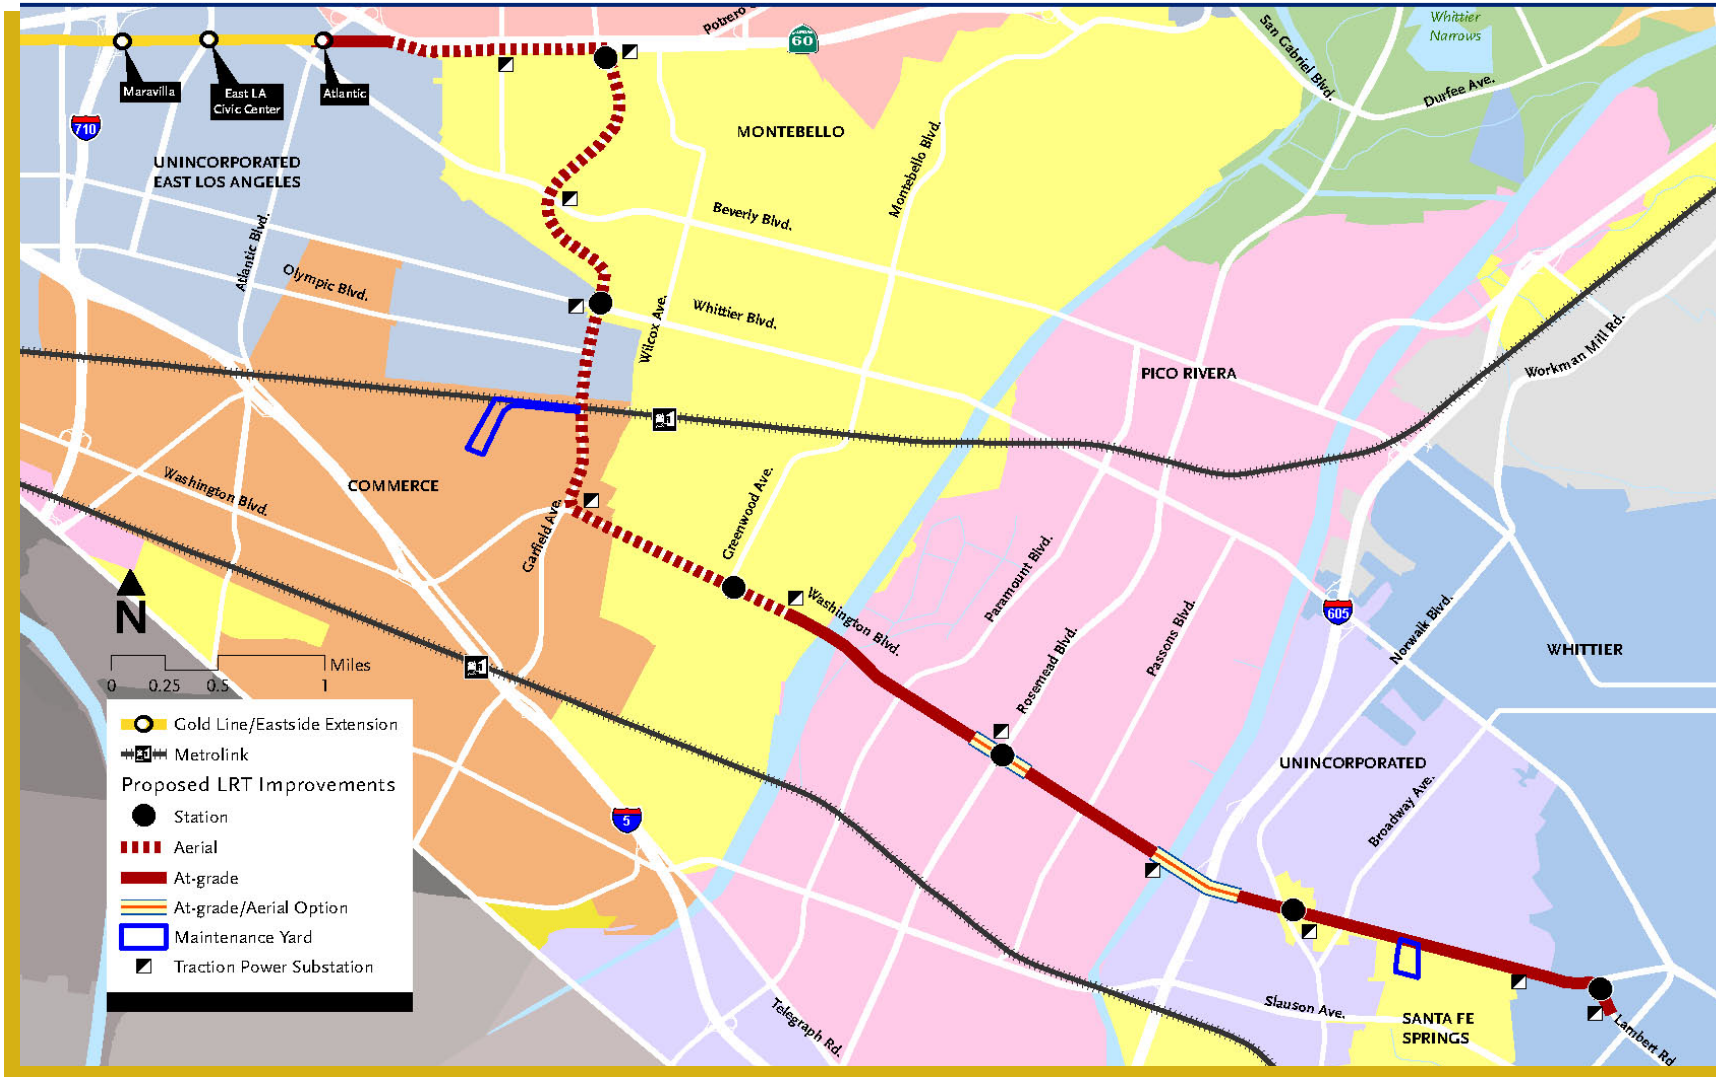 Potrero
60
San Gabriel Blvd.
Whittier
Narrows
Durfee Ave.
Maravilla
East LA
Civic Center
Atlantic
710
MONTEBELLO
Montebello Blvd.
UNINCORPORATED
EAST LOS ANGELES
Beverly Blvd.
Atlantic Blvd.
Olympic Blvd.
Wilcox Ave.
Whittier Blvd.
Workman Mill Rd.
PICO RIVERA
Washington Blvd.
COMMERCE
Garfield Ave.
Greenwood Ave.
Washington Blvd.
Paramount Blvd.
Rosemead Blvd.
Passons Blvd.
605
Norwalk Blvd.
WHITTIER
N
Miles
0 0.25 0.5 1
UNINCORPORATED
Broadway Ave.
5
Gold Line/Eastside Extension
Metrolink
Proposed LRT Improvements
Station
Aerial
At-grade
At-grade/Aerial Option
Maintenance Yard
Traction Power Substation
Telegraph Rd.
Slauson Ave.
SANTA FE
SPRINGS
Lambert Rd